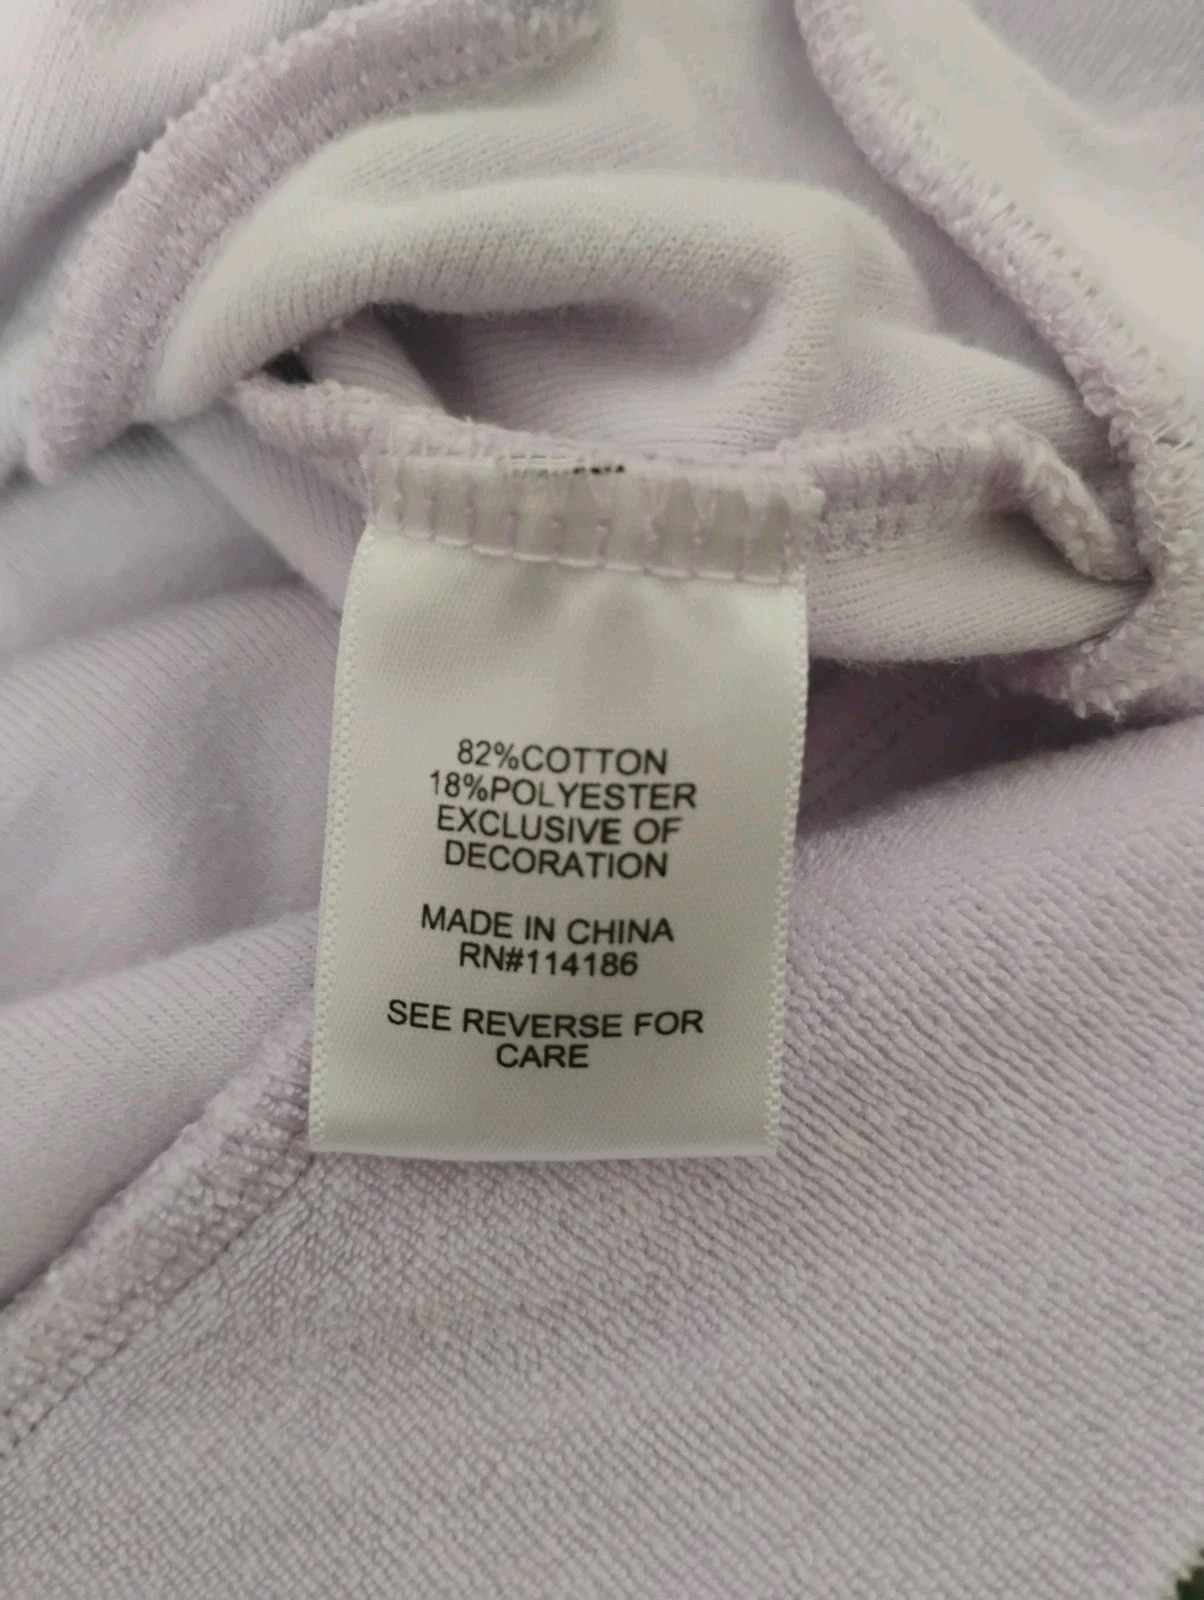 82%COTTON
18%POLYESTER
EXCLUSIVE OF
DECORATION
MADE IN CHINA
RN#114186
SEE REVERSE FOR
CARE